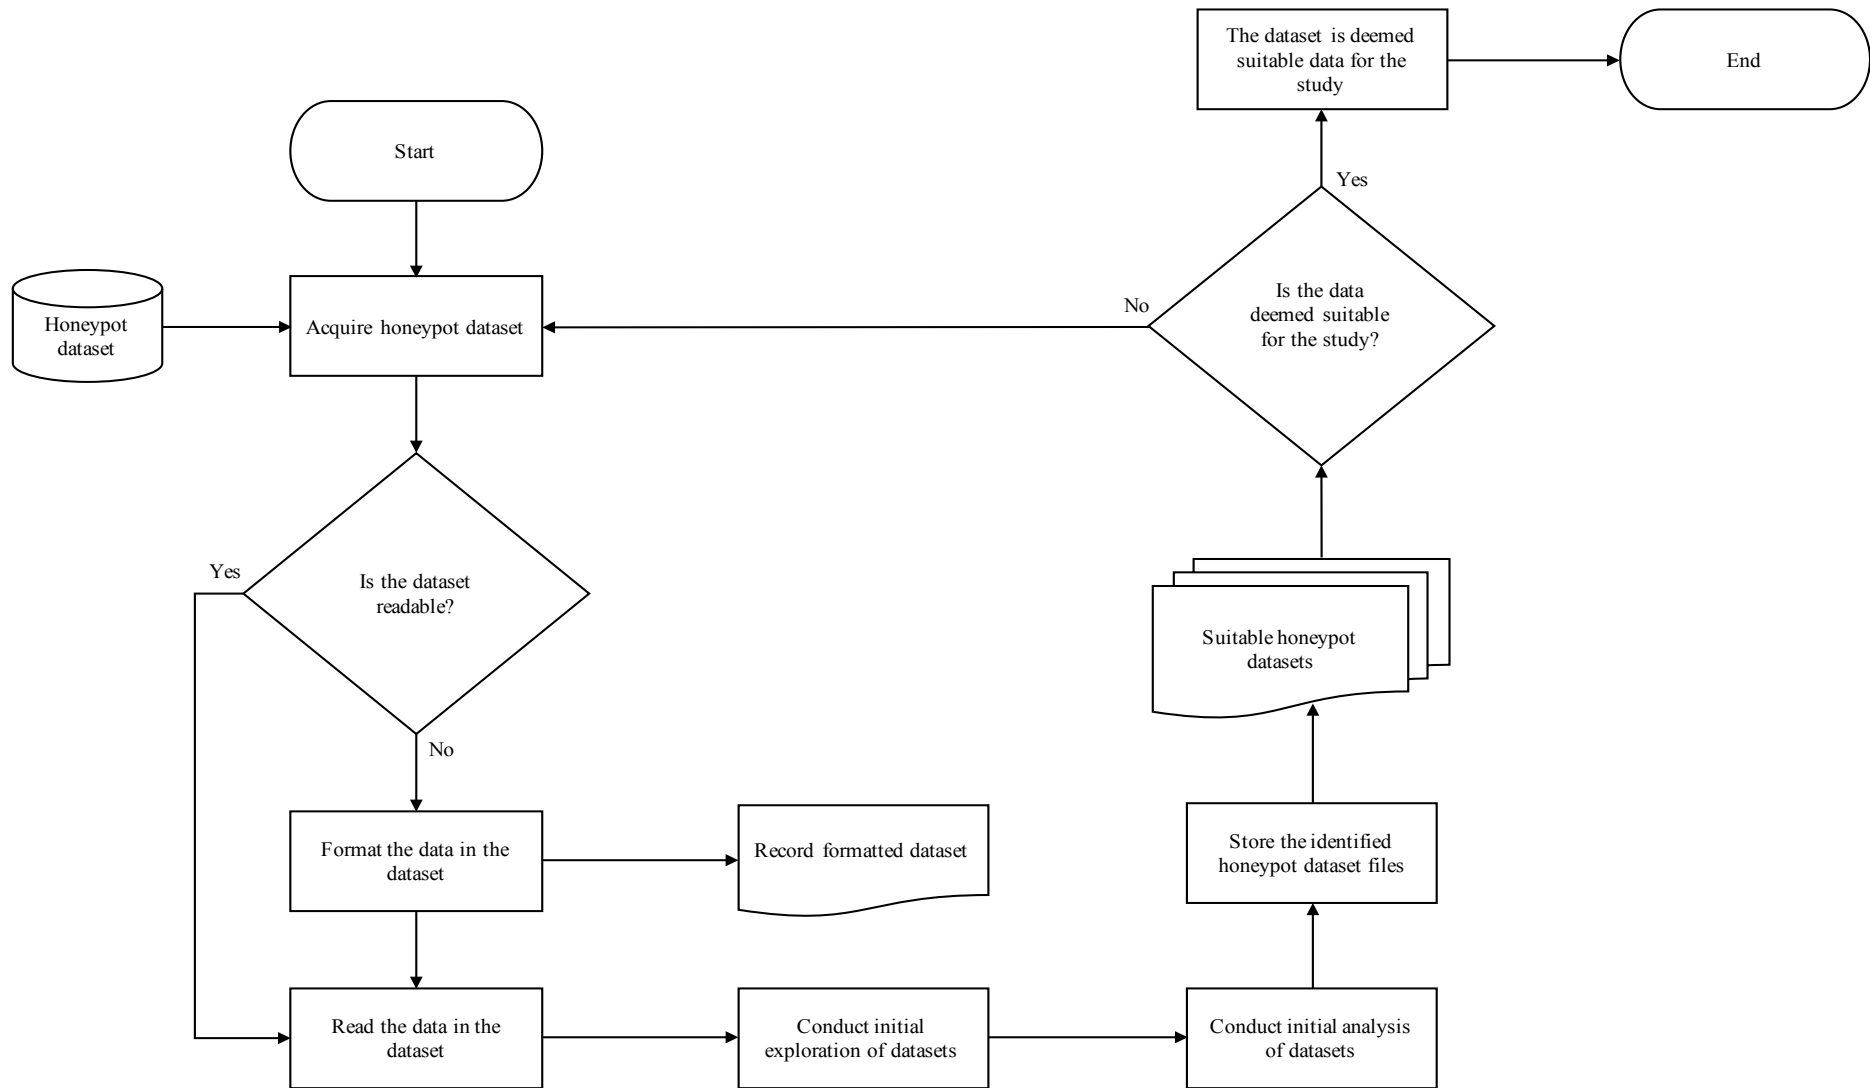 Start
Honeypot
dataset
Acquire honeypot dataset
Yes
Is the dataset
readable?
No
Format the data in the
dataset
Record formatted dataset
Read the data in the
dataset
Conduct initial
exploration of datasets
Conduct initial analysis
of datasets
Store the identified
honeypot dataset files
Suitable honeypot
datasets
Is the data
deemed suitable
for the study?
No
Yes
The dataset is deemed
suitable data for the
study
End